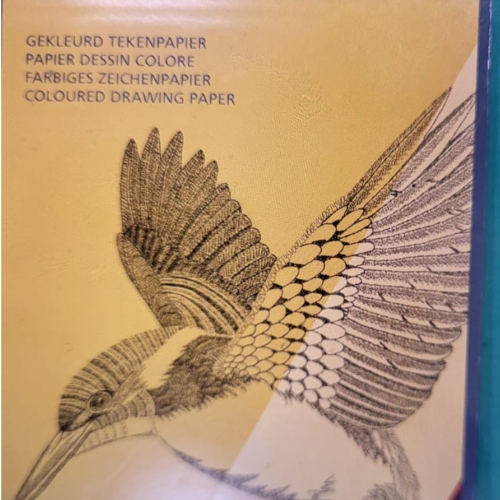 GEKLEURD TEKENPAPIER
PAPIER DESSIN COLORE
FARBIGES ZEICHENPAPIER
COLOURED DRAWING PAPER